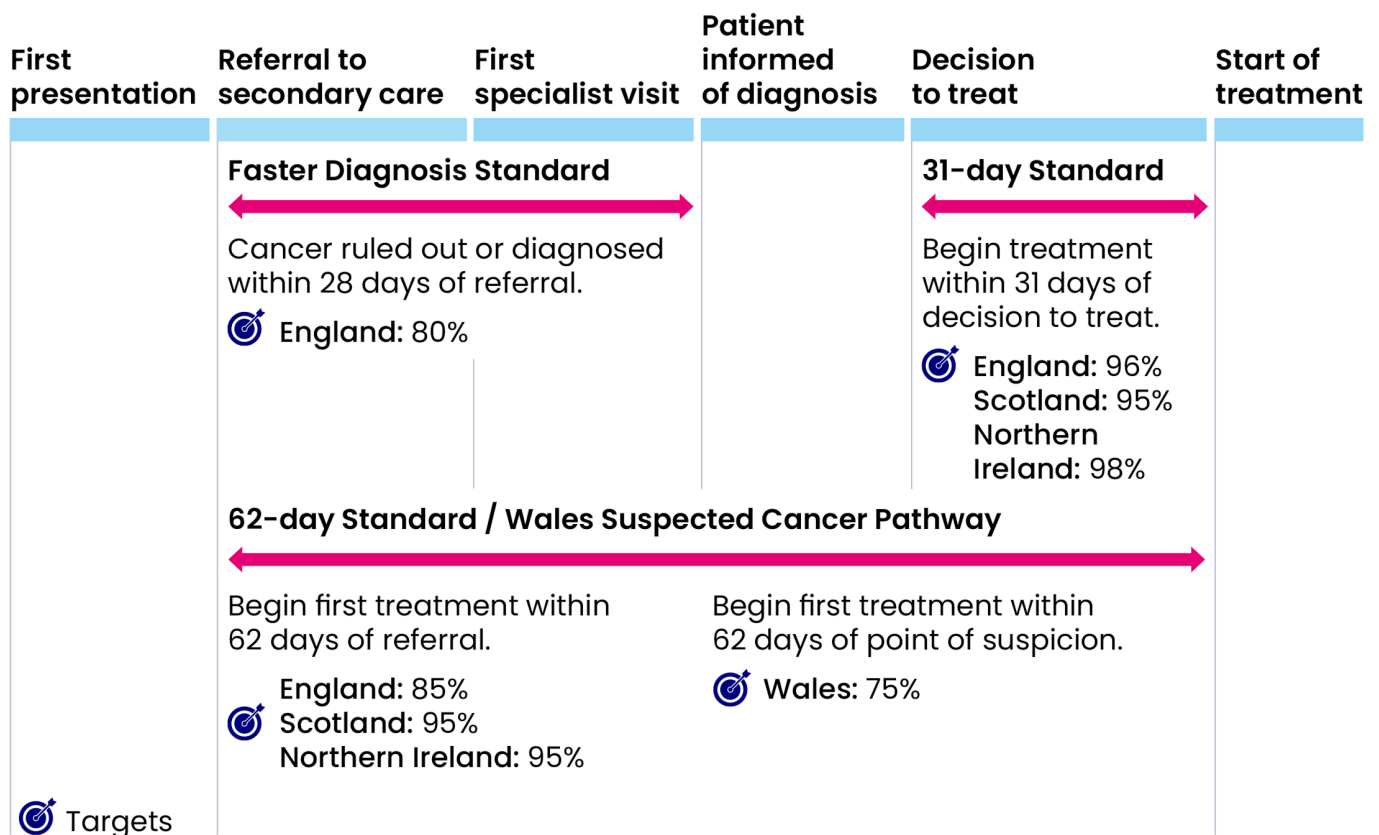 First
presentation
Referral to
secondary care
First
specialist visit
Patient
informed
of diagnosis
Decision
to treat
Start of
treatment
Faster Diagnosis Standard
Cancer ruled out or diagnosed
within 28 days of referral.
England: 80%
31-day Standard
Begin treatment
within 31 days of
decision to treat.
England: 96%
Scotland: 95%
Northern
Ireland: 98%
62-day Standard / Wales Suspected Cancer Pathway
Begin first treatment within
62 days of referral.
England: 85%
Scotland: 95%
Northern Ireland: 95%
Begin first treatment within
62 days of point of suspicion.
Wales: 75%
Targets